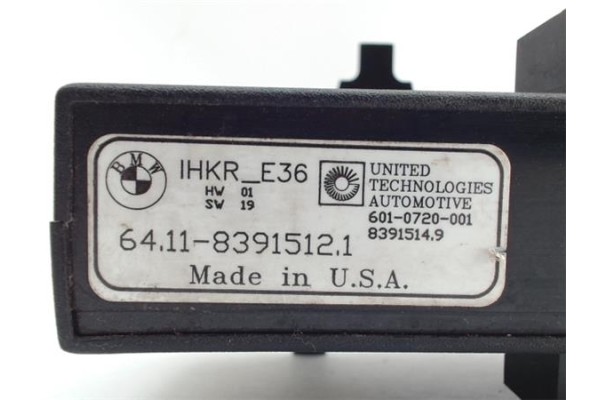 BMW
IHKR_E36
HW 01
SW 19
UNITED
TECHNOLOGIES
AUTOMOTIVE
601-0720-001
8391514.9
64.11-8391512.1
Made in U.S.A.